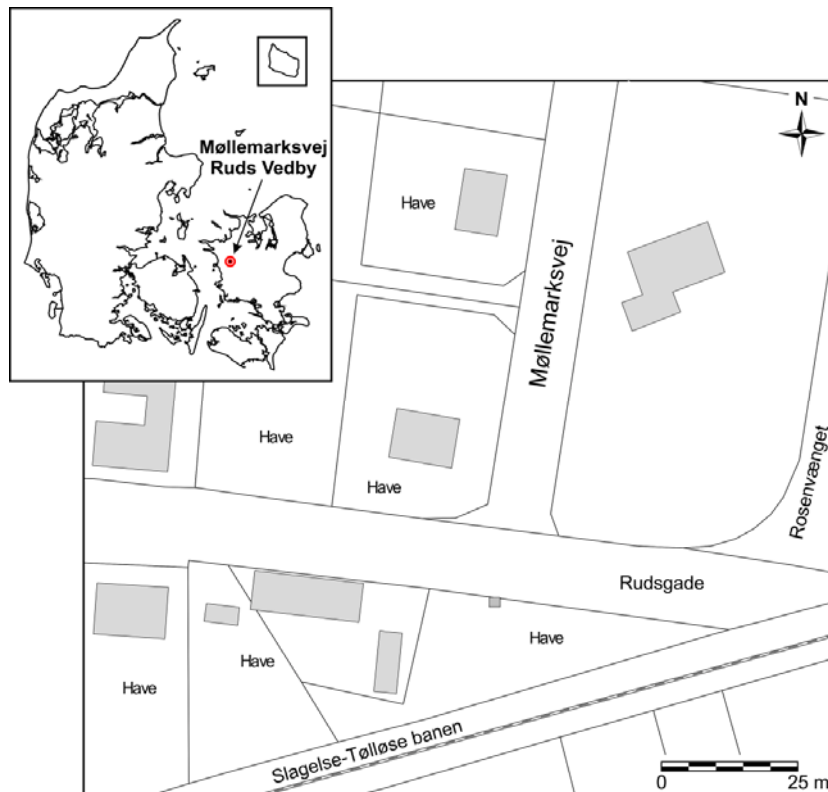 Møllemarksvej
Ruds Vedby
N
Have
Møllemarksvej
Have
Have
Rosenvænget
Rudsgade
Have
Have
Have
Slagelse-Tølløse banen
0 25 m